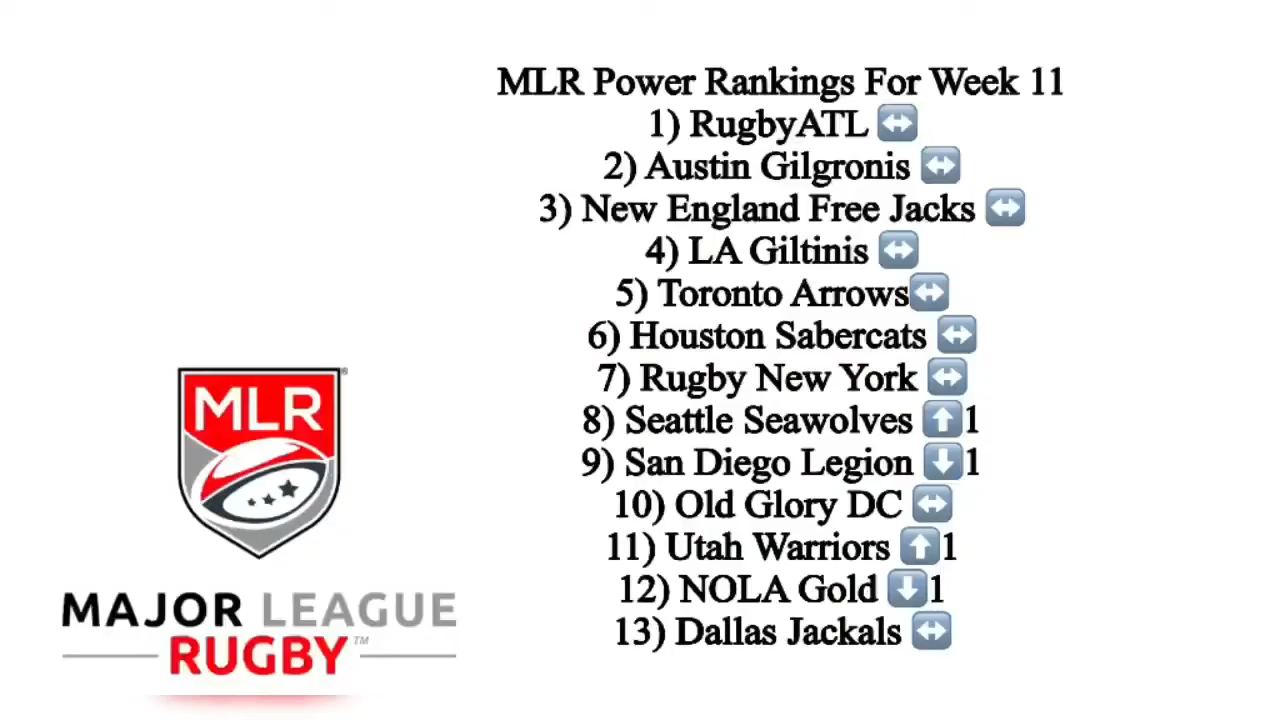 MLR Power Rankings For Week 11
1) RugbyATL ↔️
2) Austin Gilgronis ↔️
3) New England Free Jacks ↔️
4) LA Giltinis ↔️
5) Toronto Arrows↔️
6) Houston Sabercats ↔️
7) Rugby New York ↔️
8) Seattle Seawolves ⬆️1
9) San Diego Legion ⬇️1
10) Old Glory DC ↔️
11) Utah Warriors ⬆️1
12) NOLA Gold ⬇️1
13) Dallas Jackals ↔️
MLR®
MAJOR LEAGUE
RUGBY™